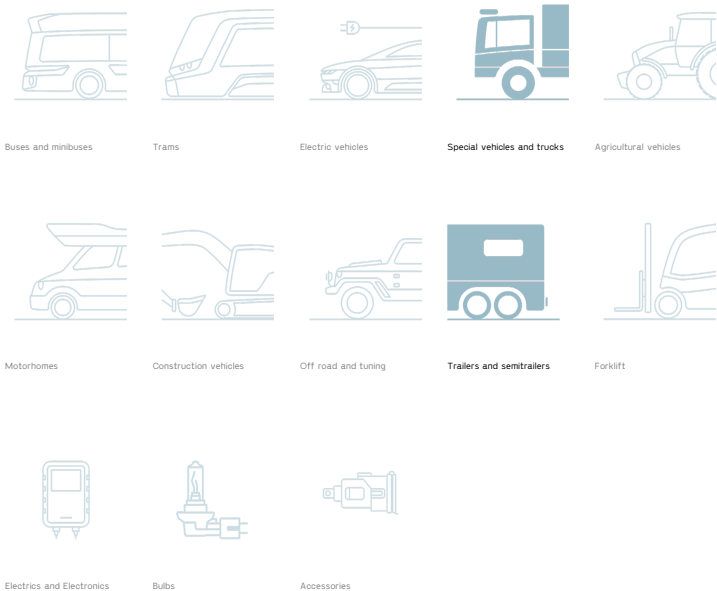 Buses and minibuses
Trams
Electric vehicles
Special vehicles and trucks
Agricultural vehicles
Motorhomes
Construction vehicles
Off road and tuning
Trailers and semitrailers
Forklift
Electrics and Electronics
Bulbs
Accessories